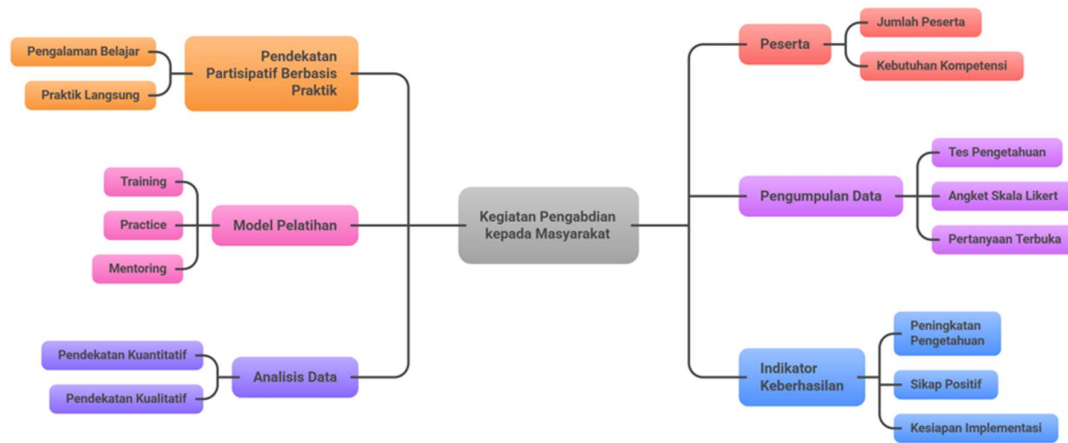 Pendekatan
Partisipatif Berbasis
Praktik
Pengalaman Belajar
Praktik Langsung
Model Pelatihan
Training
Practice
Mentoring
Analisis Data
Pendekatan Kuantitatif
Pendekatan Kualitatif
Kegiatan Pengabdian
kepada Masyarakat
Peserta
Jumlah Peserta
Kebutuhan Kompetensi
Pengumpulan Data
Tes Pengetahuan
Angket Skala Likert
Pertanyaan Terbuka
Indikator
Keberhasilan
Peningkatan
Pengetahuan
Sikap Positif
Kesiapan Implementasi